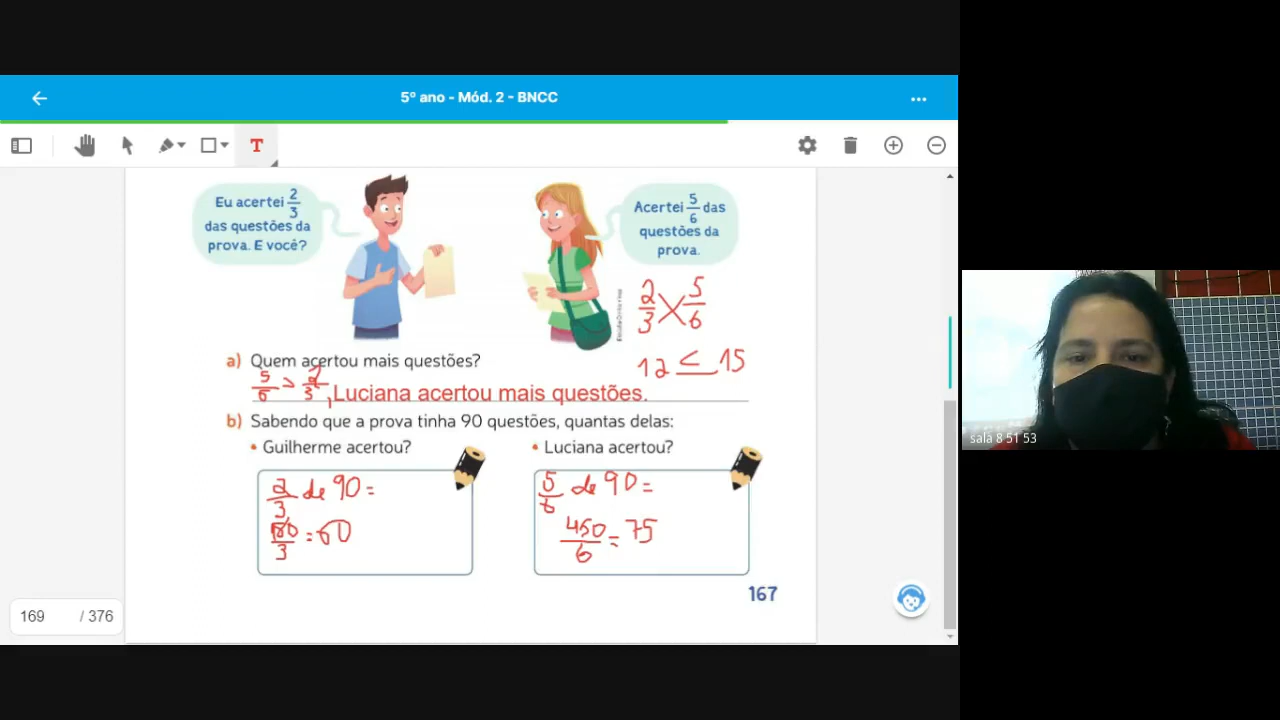 5º ano - Mód. 2 - BNCC
T
Eu acertei 2/3
das questões da
prova. E você?
Acertei 5/6 das
questões da
prova.
2/3 X 5/6
12 < 15
a) Quem acertou mais questões?
5/6 > 2/3, Luciana acertou mais questões.
b) Sabendo que a prova tinha 90 questões, quantas delas:
• Guilherme acertou?
• Luciana acertou?
2/3 de 90 =
180/3 = 60
5/6 de 90 =
450/6 = 75
167
169 / 376
sala 8 51 53